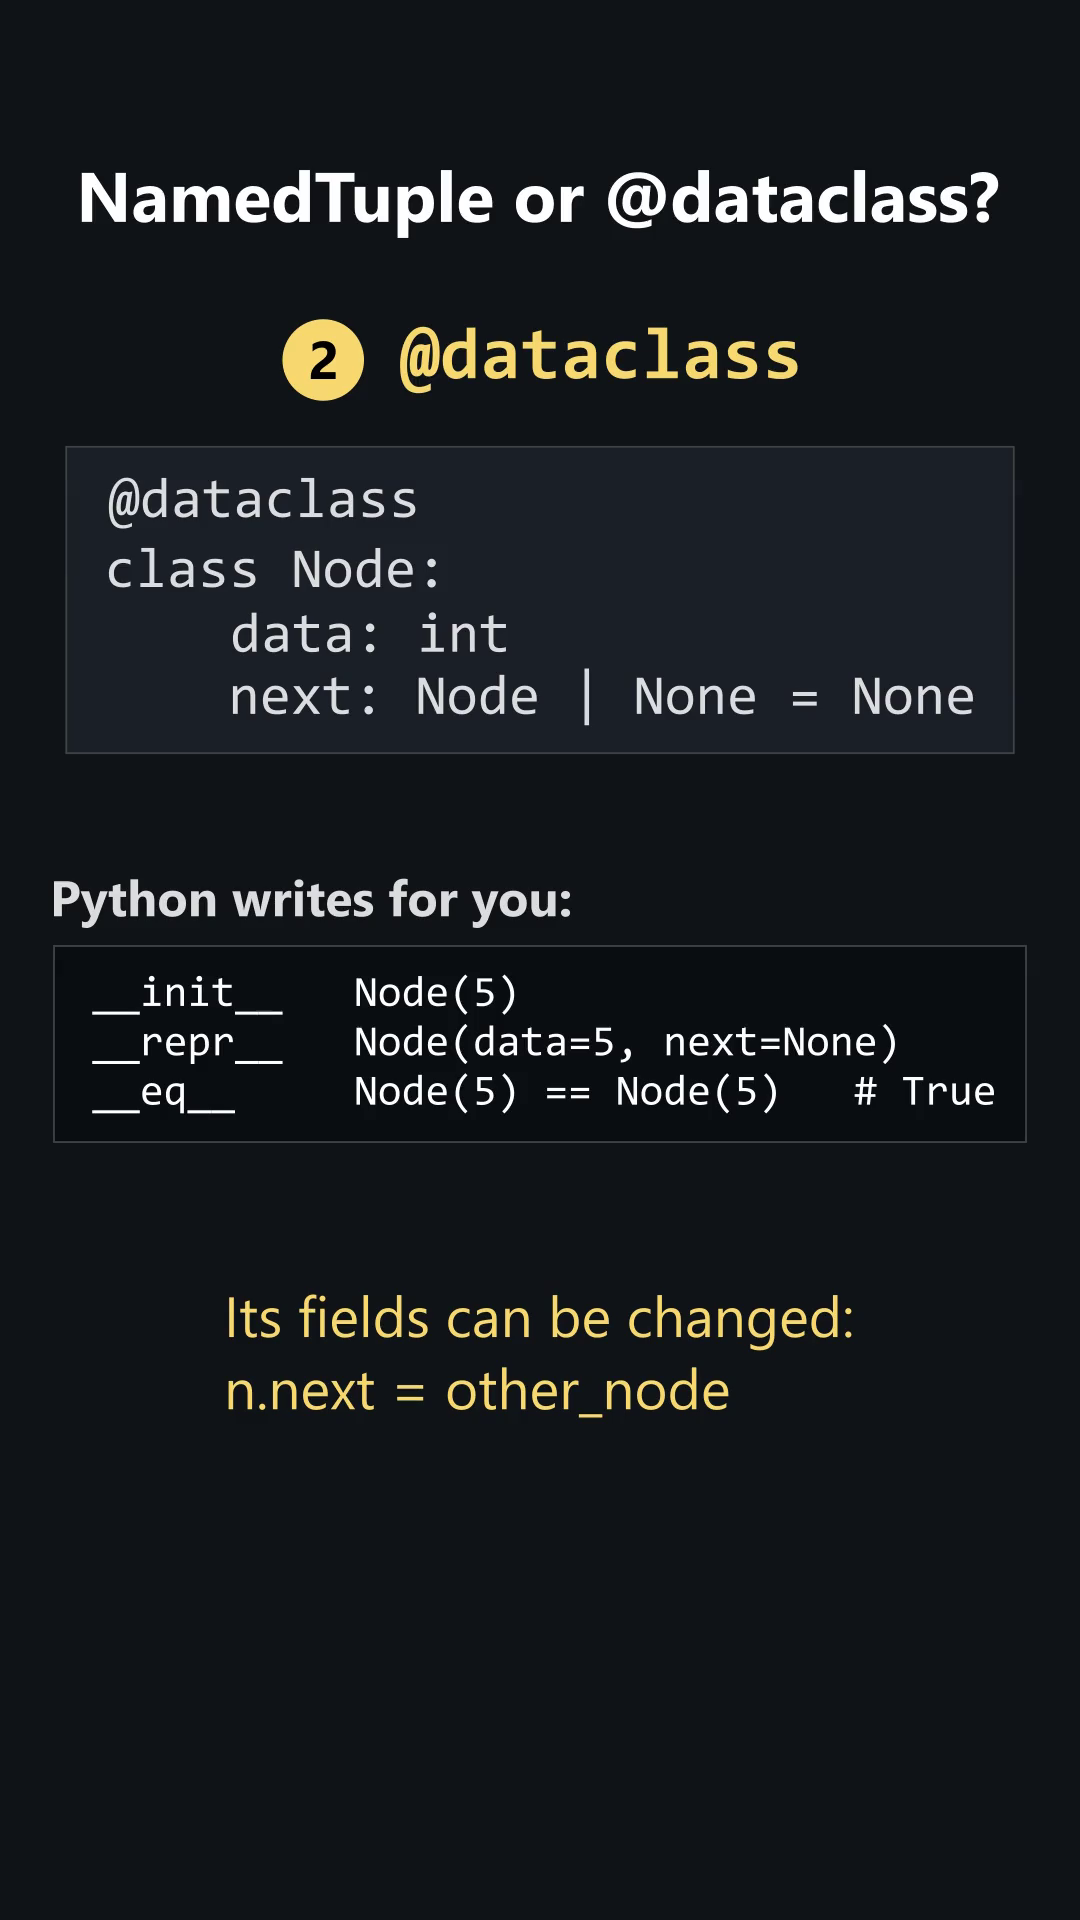 NamedTuple or @dataclass?
2 @dataclass
@dataclass
class Node:
    data: int
    next: Node | None = None
Python writes for you:
__init__   Node(5)
__repr__   Node(data=5, next=None)
__eq__     Node(5) == Node(5)   # True
Its fields can be changed:
n.next = other_node